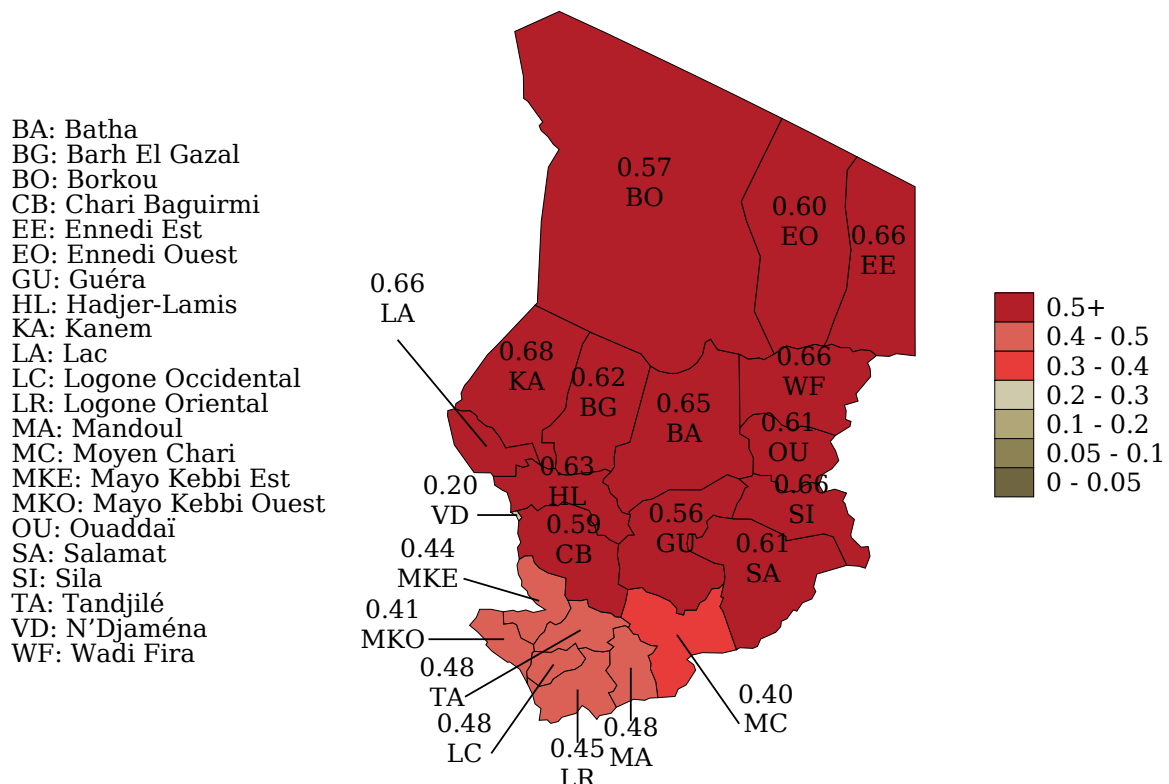 BA: Batha
BG: Barh El Gazal
BO: Borkou
CB: Chari Baguirmi
EE: Ennedi Est
EO: Ennedi Ouest
GU: Guéra
HL: Hadjer-Lamis
KA: Kanem
LA: Lac
LC: Logone Occidental
LR: Logone Oriental
MA: Mandoul
MC: Moyen Chari
MKE: Mayo Kebbi Est
MKO: Mayo Kebbi Ouest
OU: Ouaddaï
SA: Salamat
SI: Sila
TA: Tandjilé
VD: N’Djaména
WF: Wadi Fira
0.57
BO
0.60
EO
0.66
EE
0.66
LA
0.68
KA
0.62
BG
0.65
BA
0.66
WF
0.61
OU
0.63
HL
0.66
SI
0.20
VD
0.59
CB
0.56
GU
0.61
SA
0.44
MKE
0.41
MKO
0.48
TA
0.48
LC
0.45
LR
0.48
MA
0.40
MC
0.5+
0.4 - 0.5
0.3 - 0.4
0.2 - 0.3
0.1 - 0.2
0.05 - 0.1
0 - 0.05